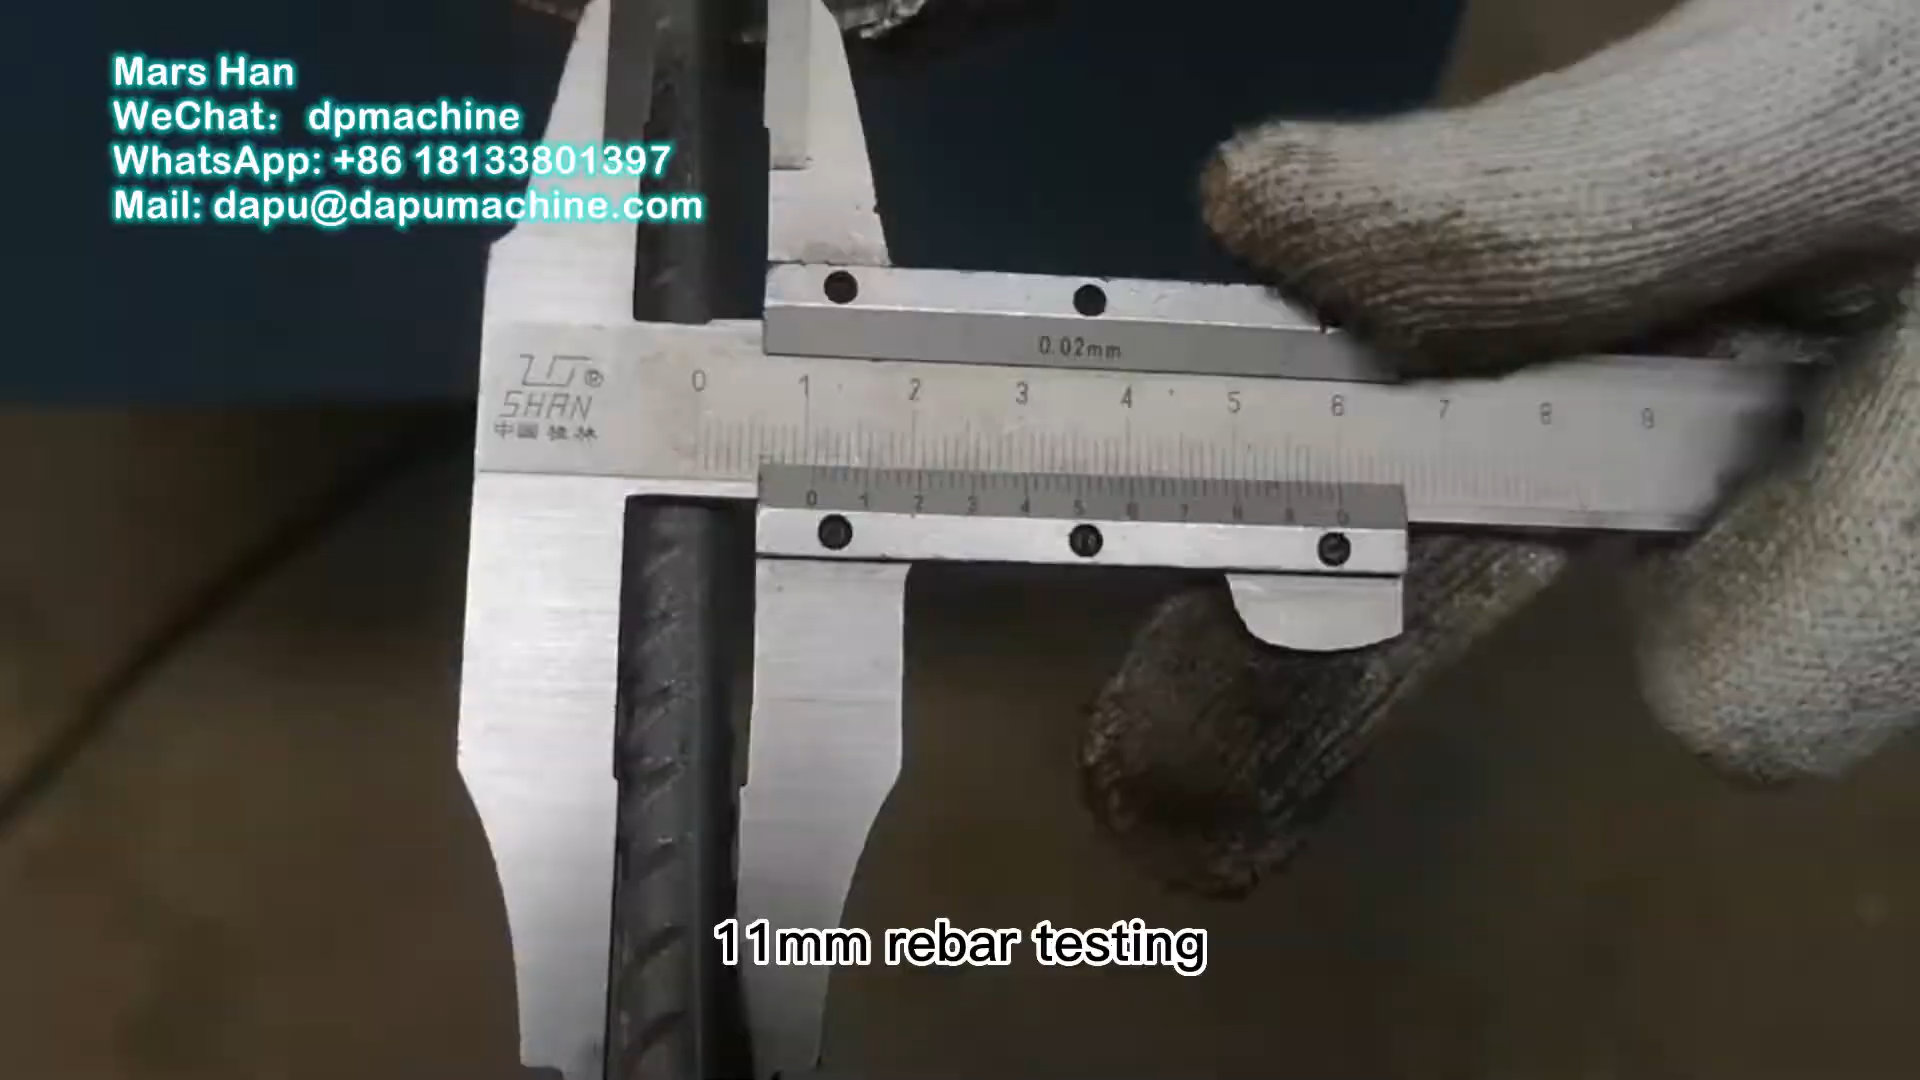 Mars Han
WeChat： dpmachine
WhatsApp: +86 18133801397
Mail: dapu@dapumachine.com
0.02mm
0 1 2 3 4 5 6 7 8 9
®
SHAN
中国 桂林
0 1 2 3 4 5 6 7 8 9 0
11mm rebar testing